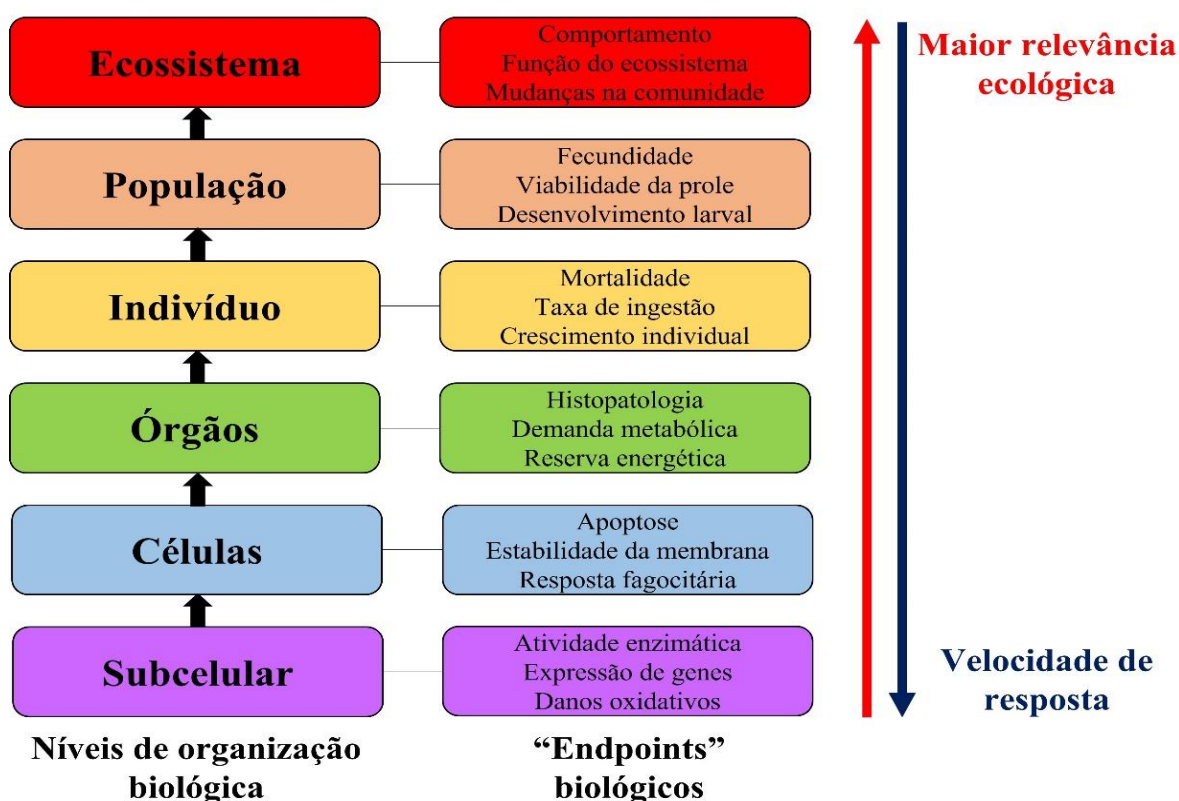 Ecossistema
Comportamento
Função do ecossistema
Mudanças na comunidade
População
Fecundidade
Viabilidade da prole
Desenvolvimento larval
Indivíduo
Mortalidade
Taxa de ingestão
Crescimento individual
Órgãos
Histopatologia
Demanda metabólica
Reserva energética
Células
Apoptose
Estabilidade da membrana
Resposta fagocitária
Subcelular
Atividade enzimática
Expressão de genes
Danos oxidativos
Níveis de organização
biológica
“Endpoints”
biológicos
Maior relevância
ecológica
Velocidade de
resposta